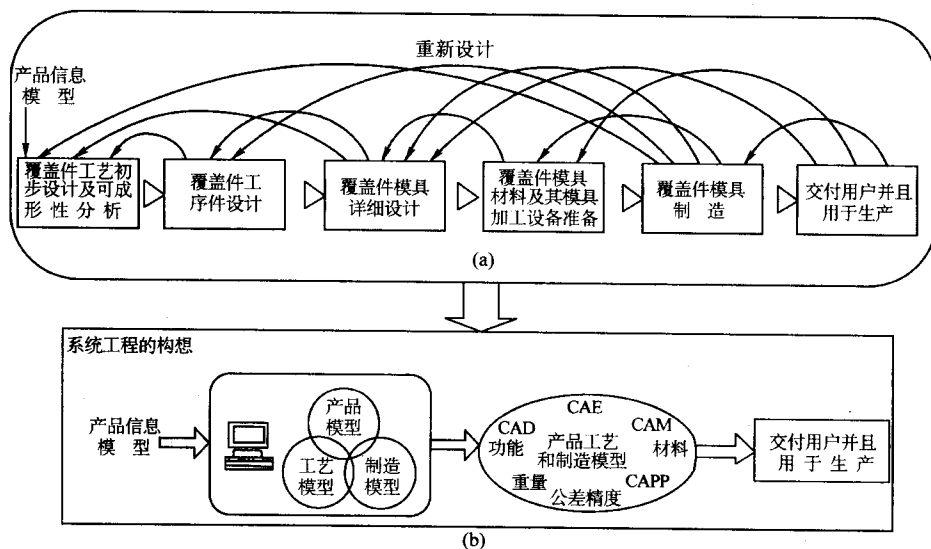 重新设计
产品信息
模型
覆盖件工艺初
步设计及可成
形性分析
覆盖件工
序件设计
覆盖件模具
详细设计
覆盖件模具
材料及其模具
加工设备准备
覆盖件模具
制造
交付用户并且
用于生产
(a)
系统工程的构想
产品信息
模型
产品
模型
工艺
模型
制造
模型
CAE
CAD
CAM
功能
产品工艺
和制造模型
材料
重量
CAPP
公差精度
交付用户并且
用于生产
(b)